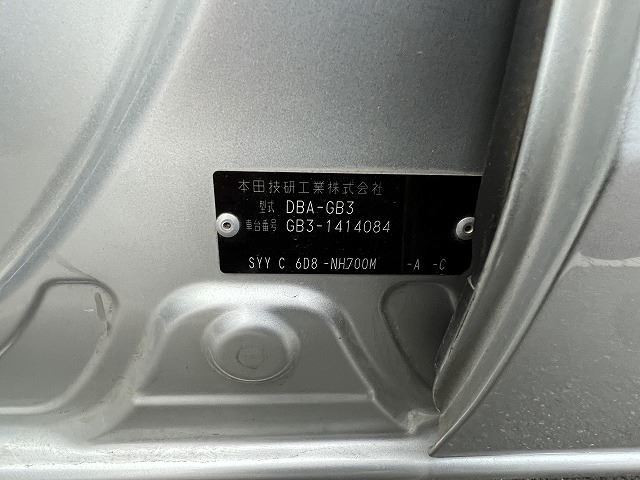 本田技研工業株式会社
型式 DBA-GB3
車台番号 GB3-1414084
SYY C 6D8 -NH700M -A -C